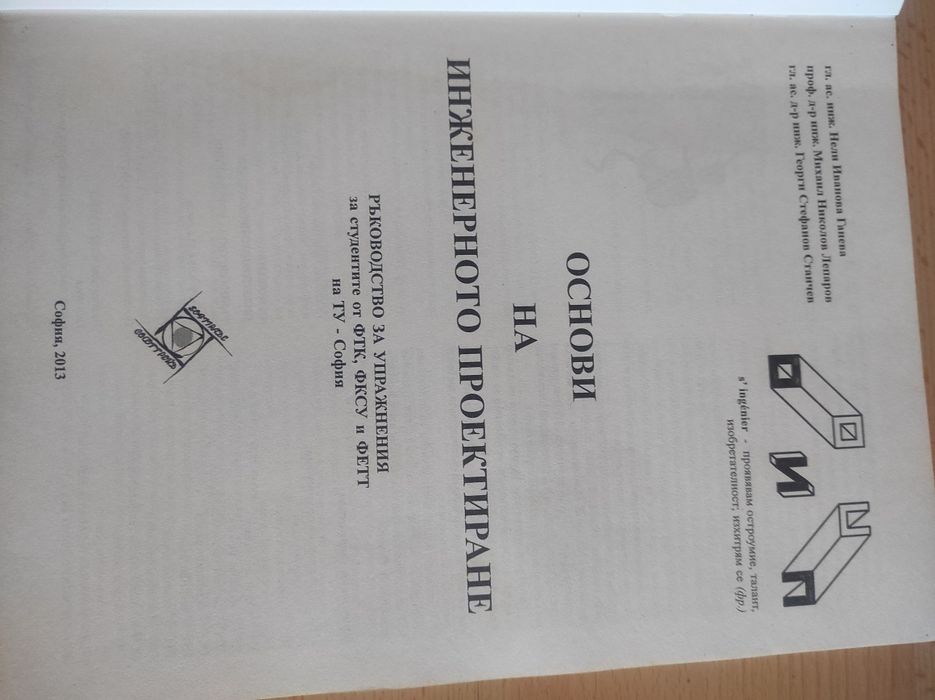 гл. ас. инж. Нели Иванова Ганева
проф. д-р инж. Михаил Николов Лепаров
гл. ас. д-р инж. Георги Стефанов Станчев
О И П
s' ingénier - проявявам остроумие, талант,
изобретателност; изхитрям се (фр.)
ОСНОВИ
НА
ИНЖЕНЕРНОТО ПРОЕКТИРАНЕ
РЪКОВОДСТВО ЗА УПРАЖНЕНИЯ
за студентите от ФТК, ФКСУ и ФЕТТ
на ТУ - София
СОФТТРЕЙД
София, 2013